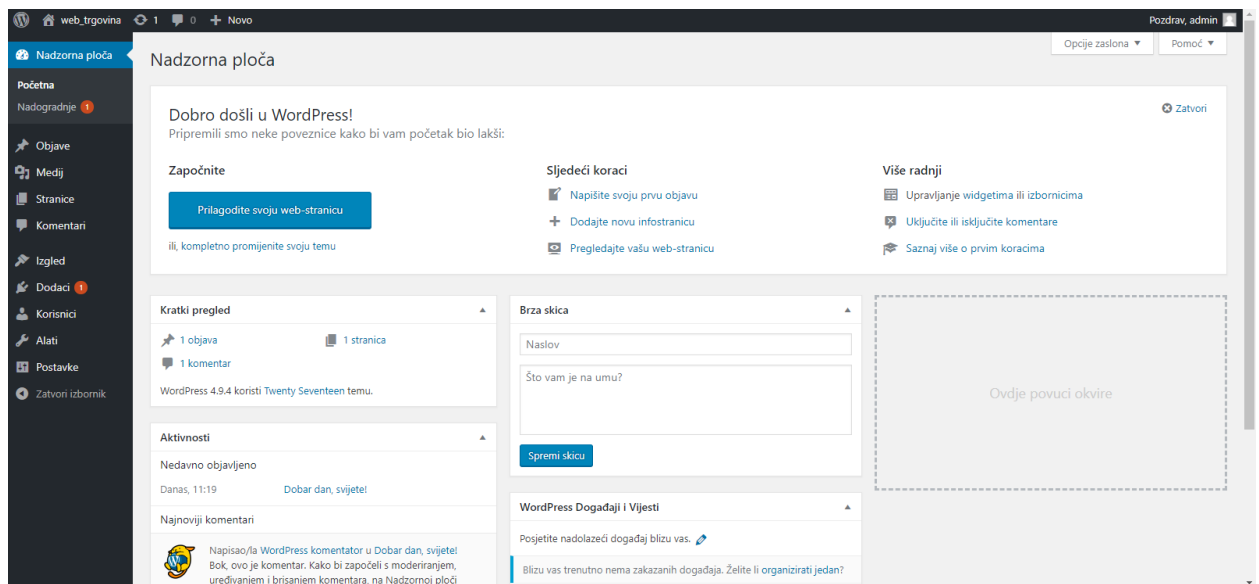 web_trgovina 1 0 Novo
Pozdrav, admin
Nadzorna ploča
Početna
Nadogradnje 1
Objave
Medij
Stranice
Komentari
Izgled
Dodaci 1
Korisnici
Alati
Postavke
Zatvori izbornik
Opcije zaslona
Pomoć
Nadzorna ploča
Dobro došli u WordPress!
Zatvori
Pripremili smo neke poveznice kako bi vam početak bio lakši:
Započnite
Prilagodite svoju web-stranicu
ili, kompletno promijenite svoju temu
Sljedeći koraci
Napišite svoju prvu objavu
Dodajte novu infostranicu
Pregledajte vašu web-stranicu
Više radnji
Upravljanje widgetima ili izbornicima
Uključite ili isključite komentare
Saznaj više o prvim koracima
Kratki pregled
1 objava
1 stranica
1 komentar
WordPress 4.9.4 koristi Twenty Seventeen temu.
Aktivnosti
Nedavno objavljeno
Danas, 11:19 Dobar dan, svijete!
Najnoviji komentari
Napisao/la WordPress komentator u Dobar dan, svijete!
Bok, ovo je komentar. Kako bi započeli s moderiranjem,
uređivanjem i brisanjem komentara, na Nadzornoj ploči
Brza skica
Naslov
Što vam je na umu?
Spremi skicu
WordPress Događaji i Vijesti
Posjetite nadolazeći događaj blizu vas.
Blizu vas trenutno nema zakazanih događaja. Želite li organizirati jedan?
Ovdje povuci okvire